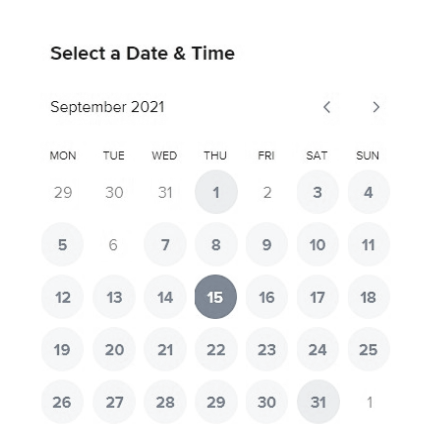 Select a Date & Time
September 2021
MON TUE WED THU FRI SAT SUN
29 30 31 1 2 3 4
5 6 7 8 9 10 11
12 13 14 15 16 17 18
19 20 21 22 23 24 25
26 27 28 29 30 31 1